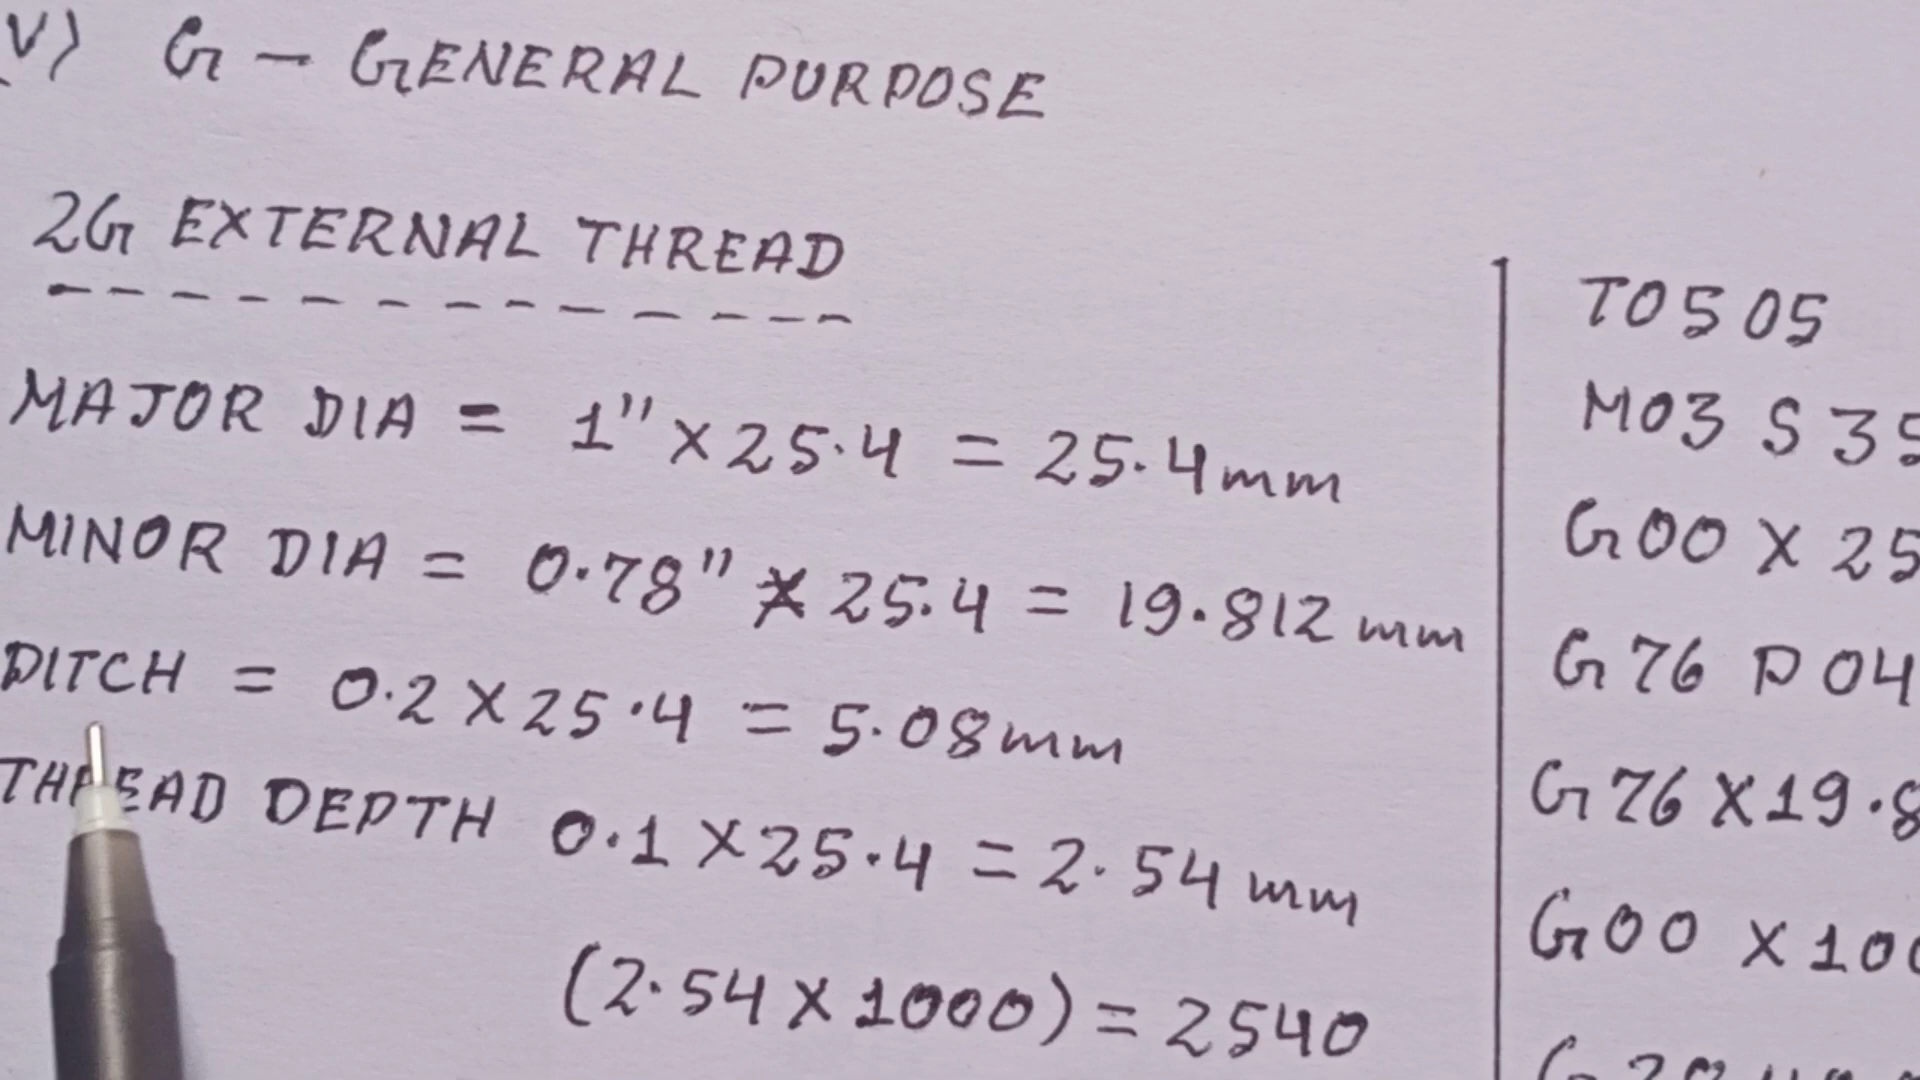 V) G - GENERAL PURPOSE
2G EXTERNAL THREAD
MAJOR DIA = 1" X 25.4 = 25.4mm
MINOR DIA = 0.78" X 25.4 = 19.812 mm
PITCH = 0.2 X 25.4 = 5.08mm
THREAD DEPTH 0.1 X 25.4 = 2.54 mm
(2.54 X 1000) = 2540
T0505
M03 S 35
G00 X 25
G76 P04
G76 X19.8
G00 X100